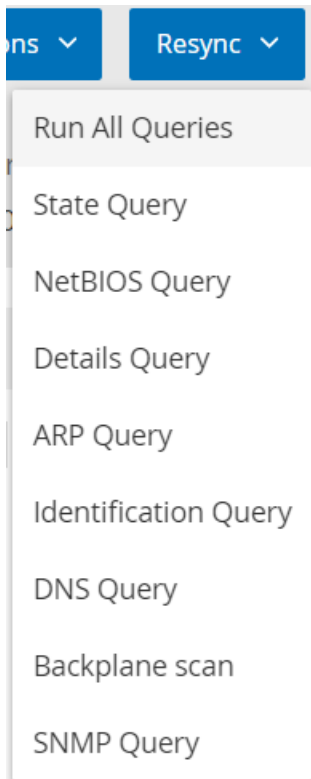 ns
Resync
Run All Queries
State Query
NetBIOS Query
Details Query
ARP Query
Identification Query
DNS Query
Backplane scan
SNMP Query